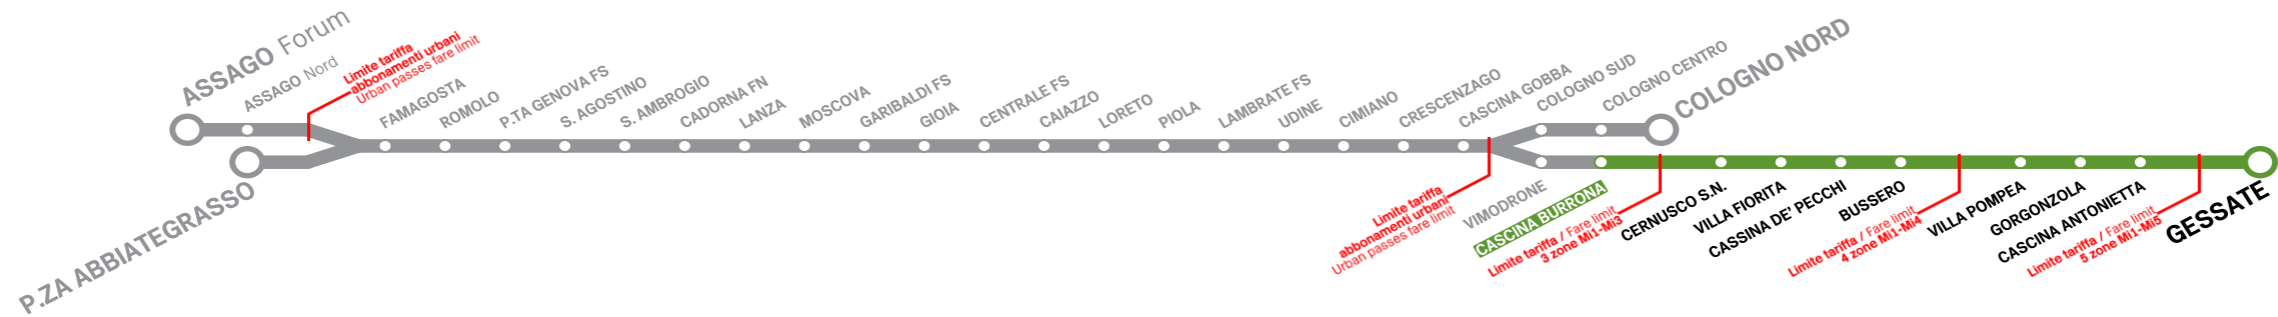 ASSAGO Forum
ASSAGO Nord
Limite tariffa
abbonamenti urbani
Urban passes fare limit
P.ZA ABBIATEGRASSO
FAMAGOSTA
ROMOLO
P.TA GENOVA FS
S. AGOSTINO
S. AMBROGIO
CADORNA FN
LANZA
MOSCOVA
GARIBALDI FS
GIOIA
CENTRALE FS
CAIAZZO
LORETO
PIOLA
LAMBRATE FS
UDINE
CIMIANO
CRESCENZAGO
CASCINA GOBBA
Limite tariffa
abbonamenti urbani
Urban passes fare limit
COLOGNO SUD
COLOGNO CENTRO
COLOGNO NORD
VIMODRONE
CASCINA BURRONA
Limite tariffa / Fare limit
3 zone Mi1-Mi3
CERNUSCO S.N.
VILLA FIORITA
CASSINA DE' PECCHI
BUSSERO
Limite tariffa / Fare limit
4 zone Mi1-Mi4
VILLA POMPEA
GORGONZOLA
CASCINA ANTONIETTA
Limite tariffa / Fare limit
5 zone Mi1-Mi5
GESSATE